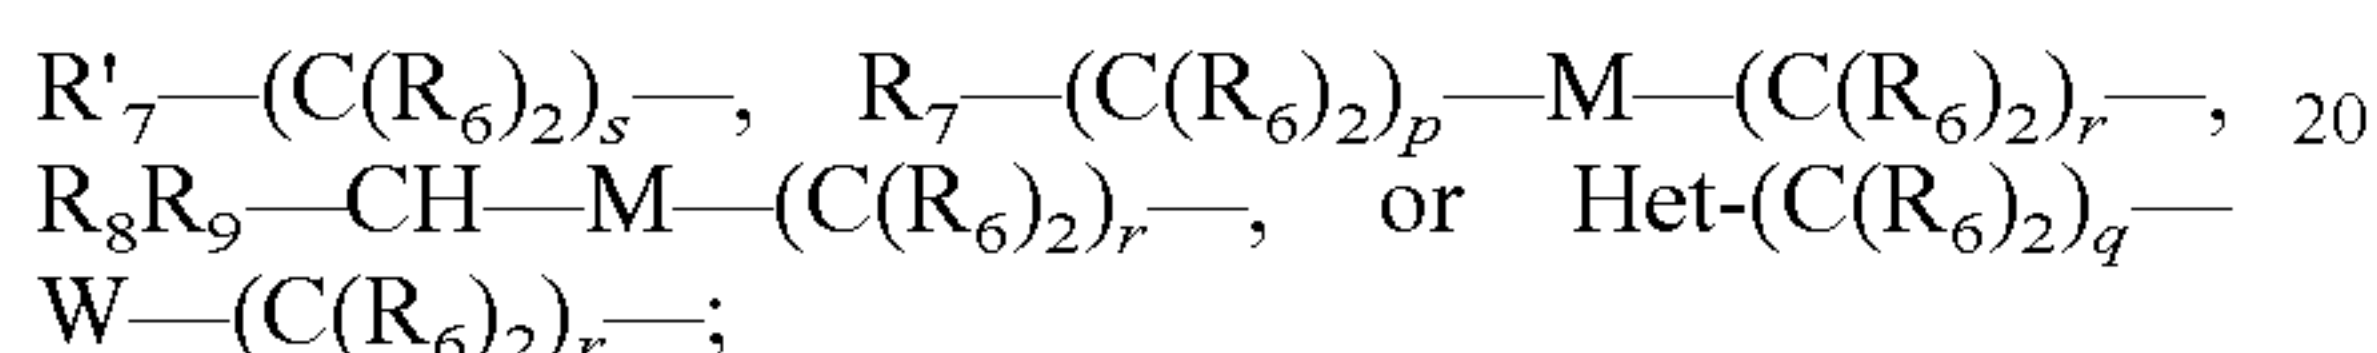 R'₇—(C(R₆)₂)ₛ—, R₇—(C(R₆)₂)ₚ—M—(C(R₆)₂)ᵣ—, 20
R₈R₉—CH—M—(C(R₆)₂)ᵣ—, or Het-(C(R₆)₂)q—
W—(C(R₆)₂)ᵣ—;